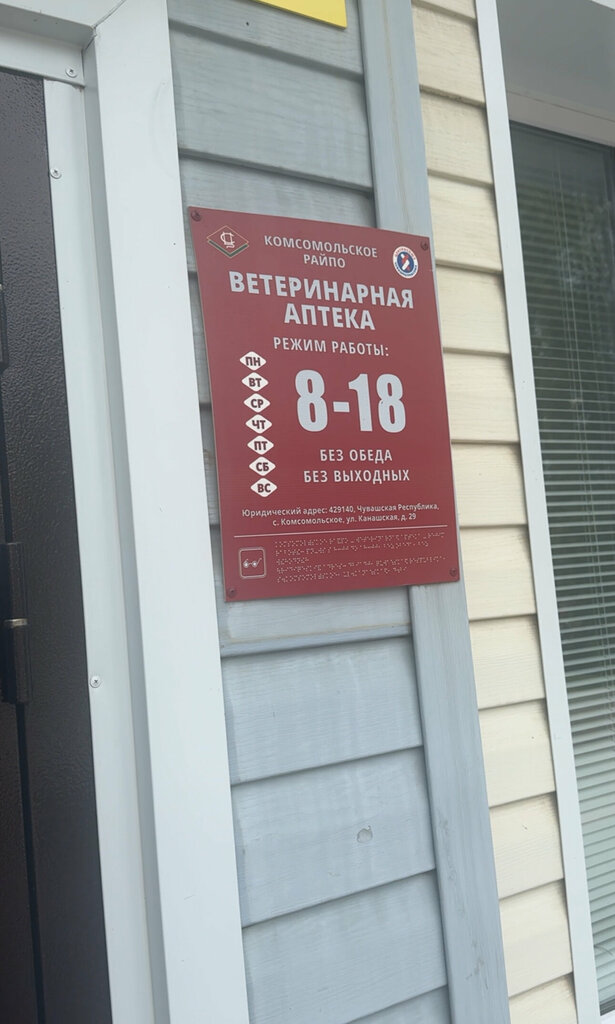 КОМСОМОЛЬСКОЕ
РАЙПО
ВЕТЕРИНАРНАЯ
АПТЕКА
РЕЖИМ РАБОТЫ:
ПН
ВТ
СР
ЧТ
ПТ
СБ
ВС
8-18
БЕЗ ОБЕДА
БЕЗ ВЫХОДНЫХ
Юридический адрес: 429140, Чувашская Республика,
с. Комсомольское, ул. Канашская, д. 29